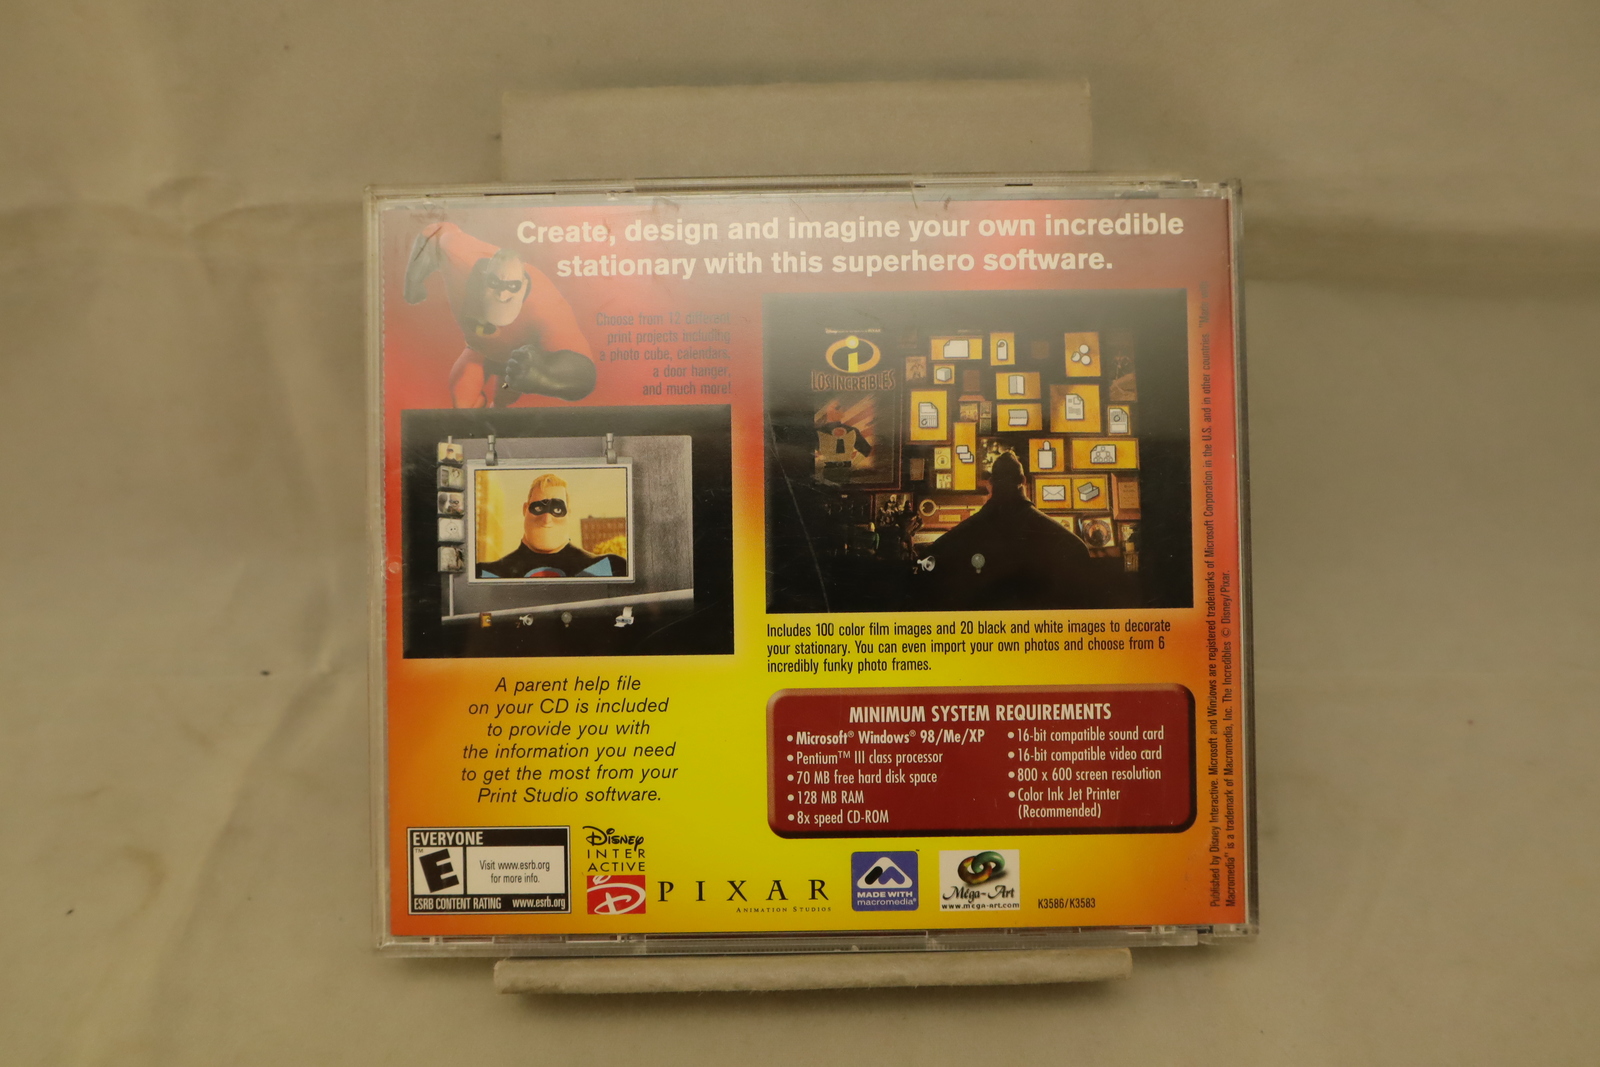 Create, design and imagine your own incredible
stationary with this superhero software.
Choose from 12 different
print projects including
a photo cube, calendars,
a door hanger,
and much more!
LOS INCREIBLES
Includes 100 color film images and 20 black and white images to decorate
your stationary. You can even import your own photos and choose from 6
incredibly funky photo frames.
A parent help file
on your CD is included
to provide you with
the information you need
to get the most from your
Print Studio software.
MINIMUM SYSTEM REQUIREMENTS
• Microsoft® Windows® 98/Me/XP
• Pentium™ III class processor
• 70 MB free hard disk space
• 128 MB RAM
• 8x speed CD-ROM
• 16-bit compatible sound card
• 16-bit compatible video card
• 800 x 600 screen resolution
• Color Ink Jet Printer
(Recommended)
EVERYONE
E™
Visit www.esrb.org
for more info.
ESRB CONTENT RATING www.esrb.org
Disney
INTER
ACTIVE
D
PIXAR
ANIMATION STUDIOS
MADE WITH
macromedia®
Mega-Art
www.mega-art.com
K3586/K3583
Published by Disney Interactive. Microsoft and Windows are registered trademarks of Microsoft Corporation in the U.S. and in other countries.
Macromedia® is a trademark of Macromedia, Inc. The Incredibles © Disney/Pixar.